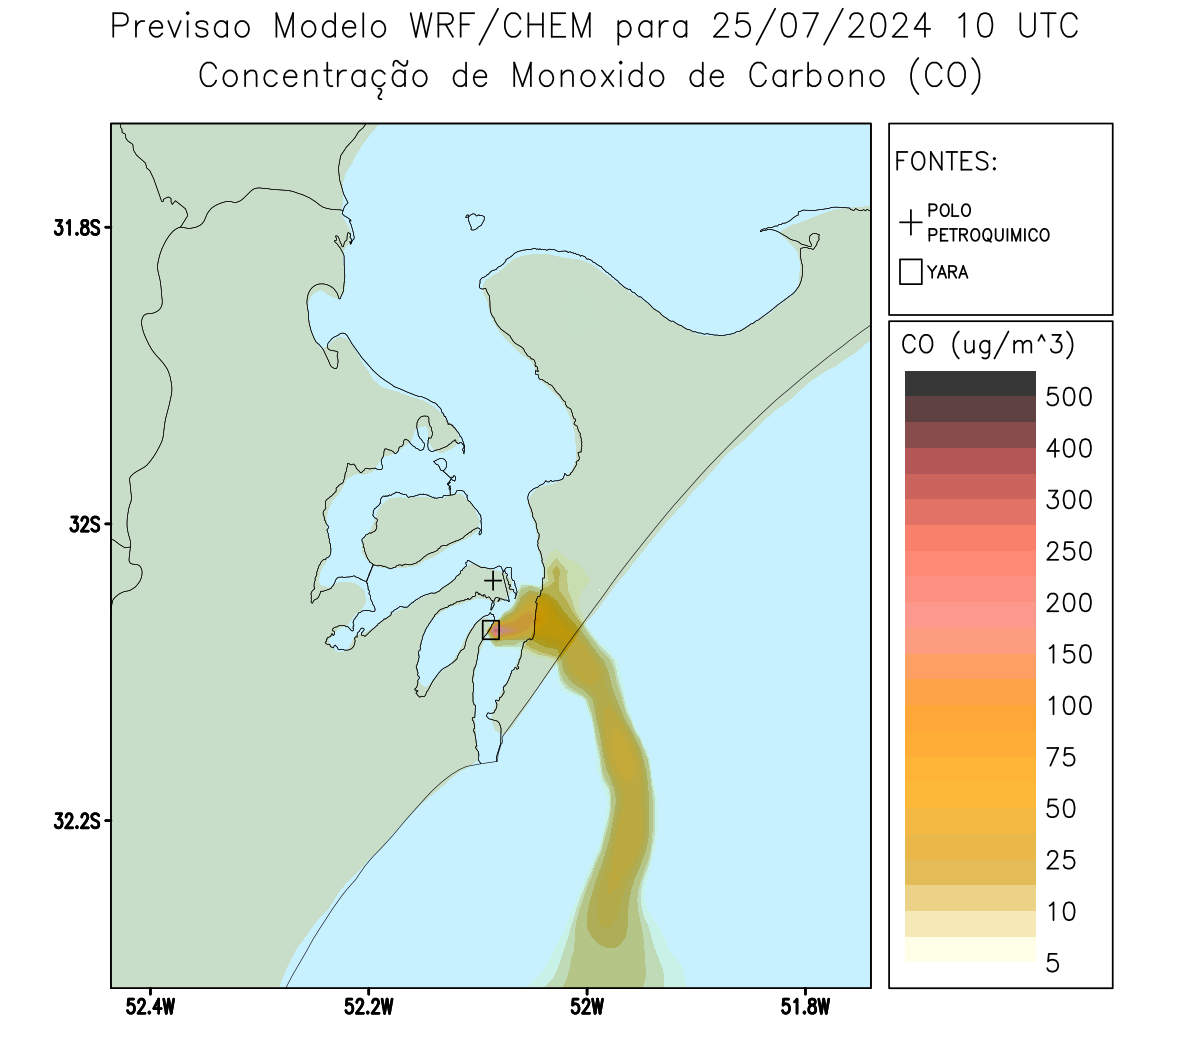 Previsao Modelo WRF/CHEM para 25/07/2024 10 UTC
Concentração de Monoxido de Carbono (CO)
FONTES:
POLO
PETROQUIMICO
YARA
CO (ug/m^3)
500
400
300
250
200
150
100
75
50
25
10
5
31.8S
32S
32.2S
52.4W
52.2W
52W
51.8W